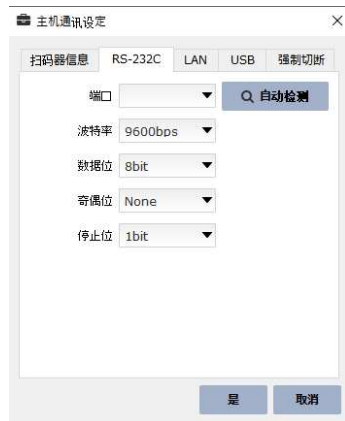 主机通讯设定
扫码器信息 RS-232C LAN USB 强制切断
端口 自动检测
波特率 9600bps
数据位 8bit
奇偶位 None
停止位 1bit
是 取消